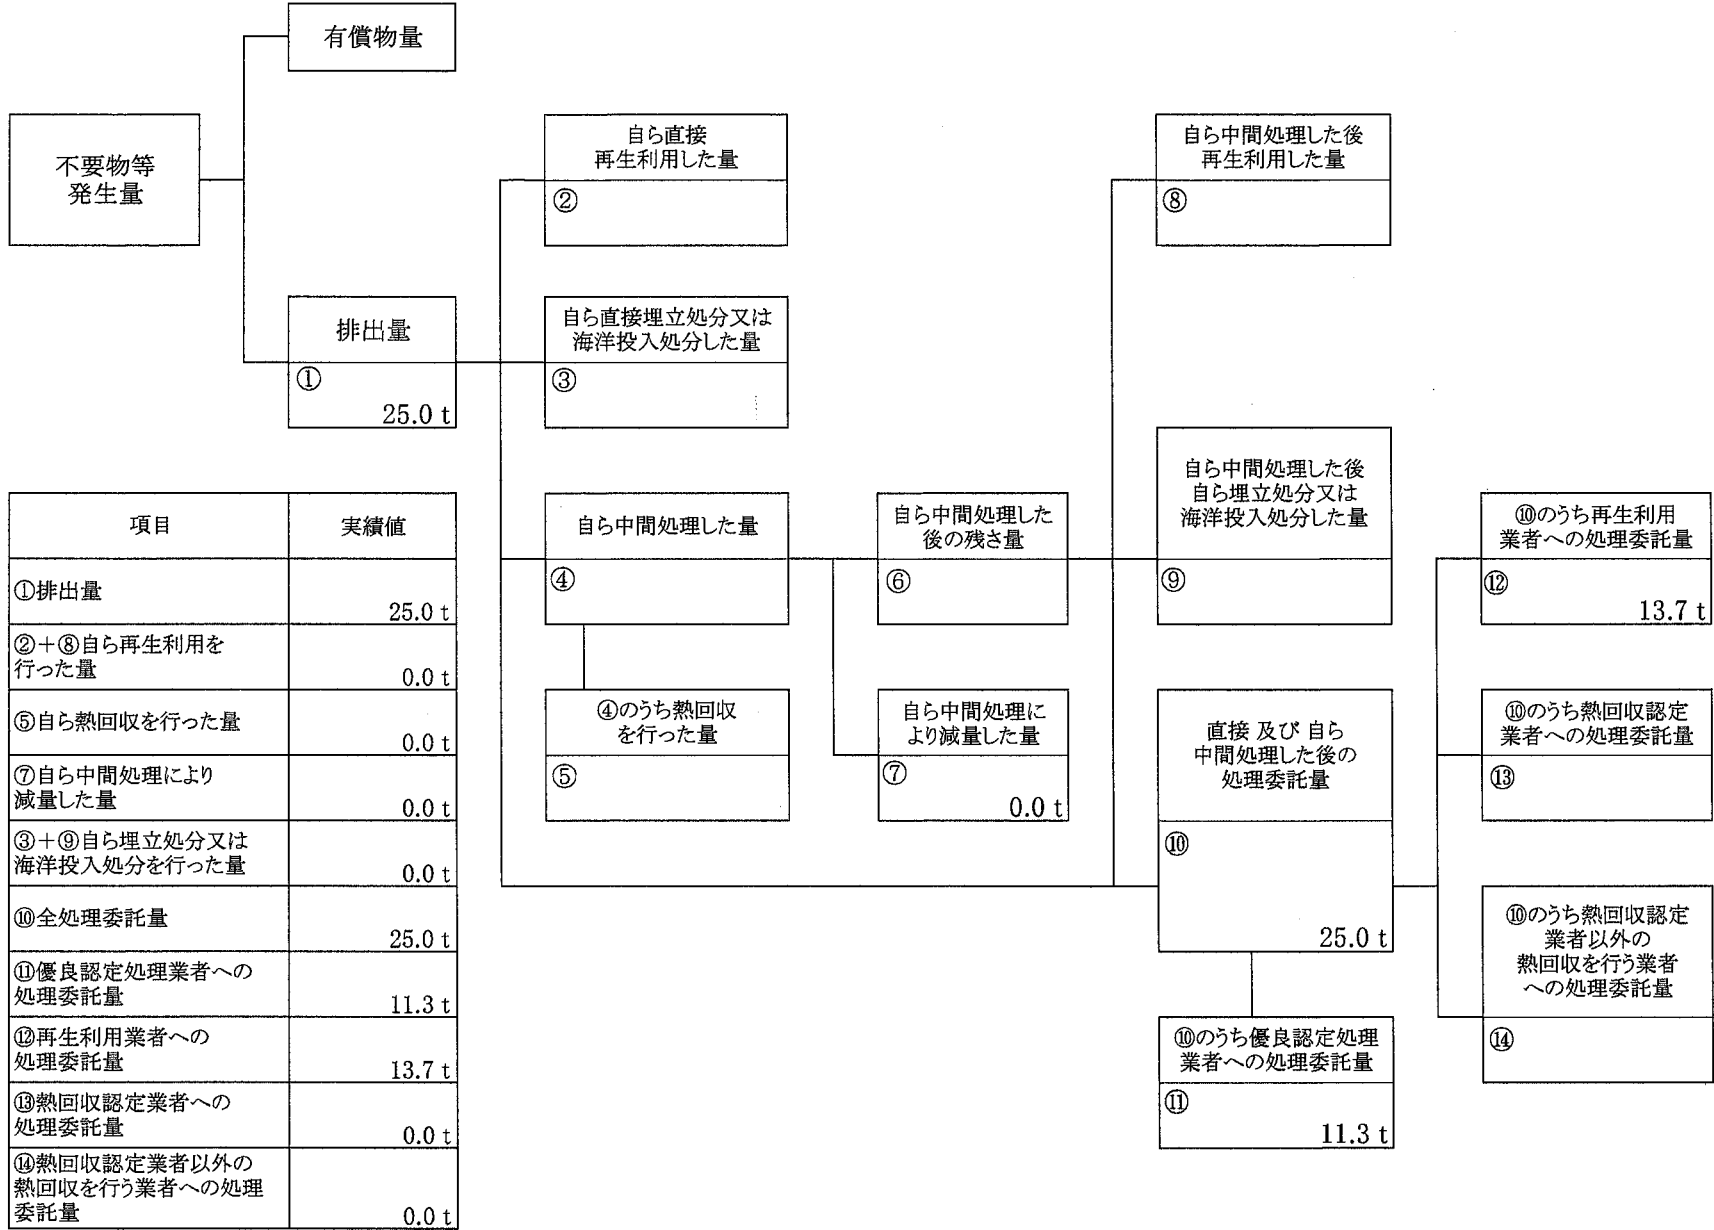 有償物量
不要物等
発生量
排出量
①
25.0 t
自ら直接
再生利用した量
②
自ら直接埋立処分又は
海洋投入処分した量
③
自ら中間処理した量
④
④のうち熱回収
を行った量
⑤
自ら中間処理した
後の残さ量
⑥
自ら中間処理に
より減量した量
⑦
0.0 t
自ら中間処理した後
再生利用した量
⑧
自ら中間処理した後
自ら埋立処分又は
海洋投入処分した量
⑨
直接 及び 自ら
中間処理した後の
処理委託量
⑩
25.0 t
⑩のうち優良認定処理
業者への処理委託量
⑪
11.3 t
⑩のうち再生利用
業者への処理委託量
⑫
13.7 t
⑩のうち熱回収認定
業者への処理委託量
⑬
⑩のうち熱回収認定
業者以外の
熱回収を行う業者
への処理委託量
⑭
項目 実績値
①排出量
25.0 t
②＋⑧自ら再生利用を
行った量
0.0 t
⑤自ら熱回収を行った量
0.0 t
⑦自ら中間処理により
減量した量
0.0 t
③＋⑨自ら埋立処分又は
海洋投入処分を行った量
0.0 t
⑩全処理委託量
25.0 t
⑪優良認定処理業者への
処理委託量
11.3 t
⑫再生利用業者への
処理委託量
13.7 t
⑬熱回収認定業者への
処理委託量
0.0 t
⑭熱回収認定業者以外の
熱回収を行う業者への処理
委託量
0.0 t